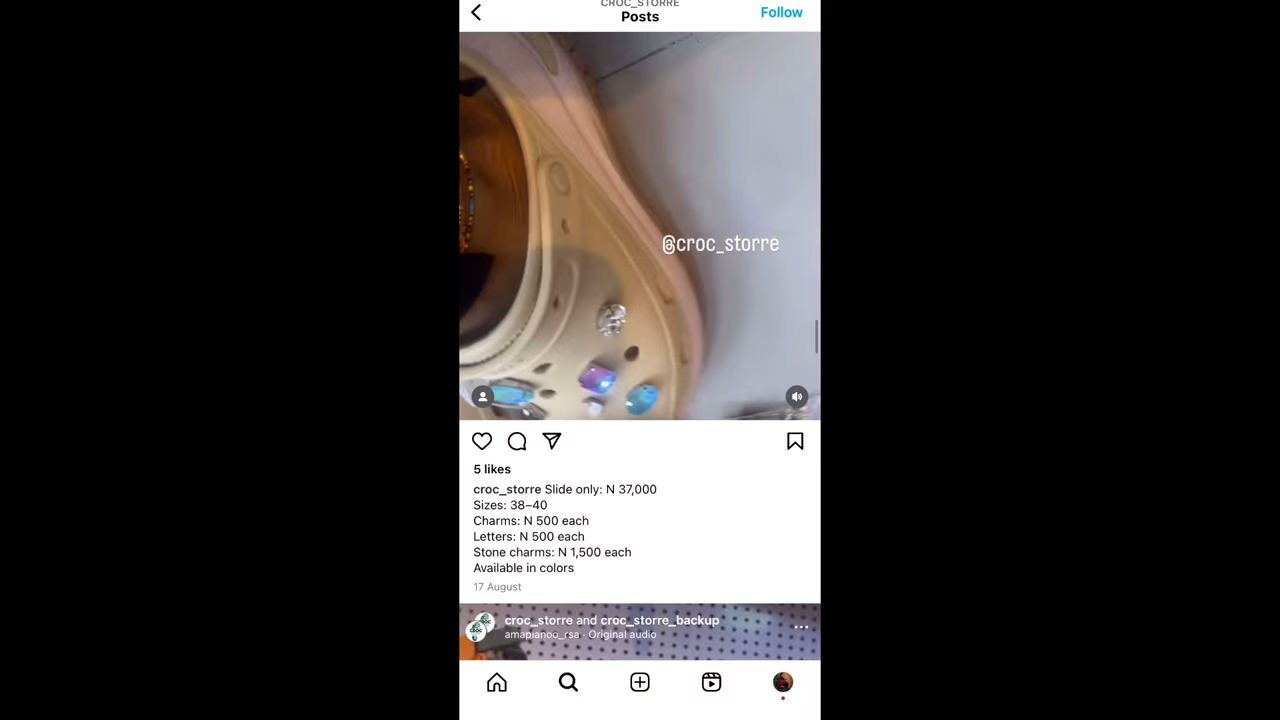 CROC_STORRE
Posts
Follow
@croc_storre
5 likes
croc_storre Slide only: N 37,000
Sizes: 38–40
Charms: N 500 each
Letters: N 500 each
Stone charms: N 1,500 each
Available in colors
17 August
croc_storre and croc_storre_backup
amapianoo_rsa · Original audio